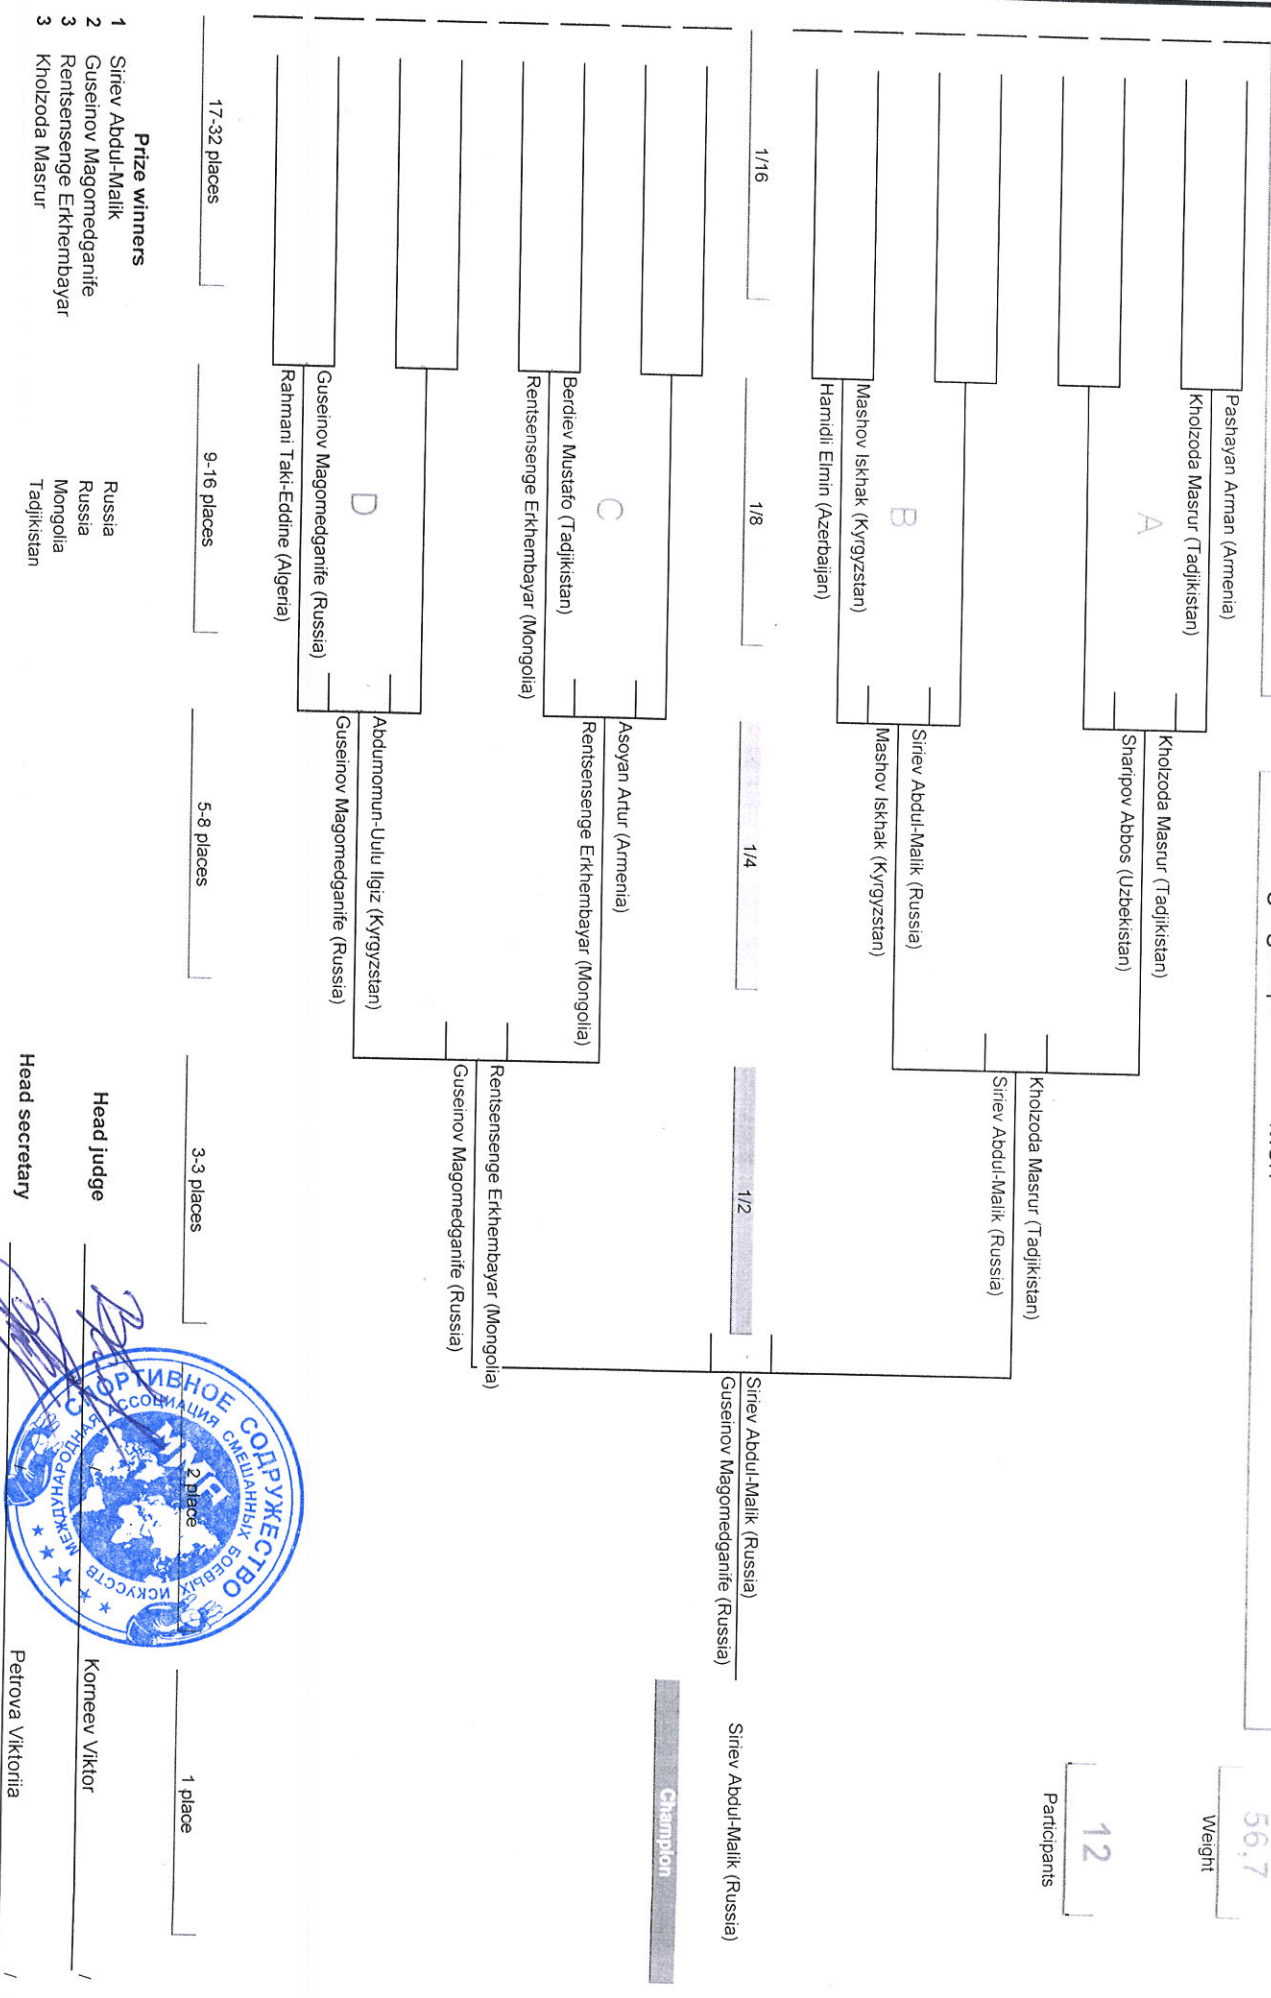 56,7
Weight
12
Participants
Pashayan Arman (Armenia)
Kholzoda Masrur (Tadjikistan)
A
Kholzoda Masrur (Tadjikistan)
Sharipov Abbos (Uzbekistan)
Kholzoda Masrur (Tadjikistan)
Siriev Abdul-Malik (Russia)
B
Siriev Abdul-Malik (Russia)
Mashov Iskhak (Kyrgyzstan)
Mashov Iskhak (Kyrgyzstan)
Hamidli Elmin (Azerbaijan)
1/16
1/8
1/4
1/2
Siriev Abdul-Malik (Russia)
Guseinov Magomedganife (Russia)
Siriev Abdul-Malik (Russia)
Champion
Asoyan Artur (Armenia)
Rentsensenge Erkhembayar (Mongolia)
C
Berdiev Mustafo (Tadjikistan)
Rentsensenge Erkhembayar (Mongolia)
Rentsensenge Erkhembayar (Mongolia)
Guseinov Magomedganife (Russia)
D
Abdumomun-Uulu Ilgiz (Kyrgyzstan)
Guseinov Magomedganife (Russia)
Guseinov Magomedganife (Russia)
Rahmani Taki-Eddine (Algeria)
17-32 places
9-16 places
5-8 places
3-3 places
2 place
1 place
Prize winners
1 Siriev Abdul-Malik Russia
2 Guseinov Magomedganife Russia
3 Rentsensenge Erkhembayar Mongolia
3 Kholzoda Masrur Tadjikistan
Head judge / Korneev Viktor /
Head secretary / Petrova Viktoriia /
СПОРТИВНОЕ СОДРУЖЕСТВО
МЕЖДУНАРОДНАЯ АССОЦИАЦИЯ СМЕШАННЫХ БОЕВЫХ ИСКУССТВ